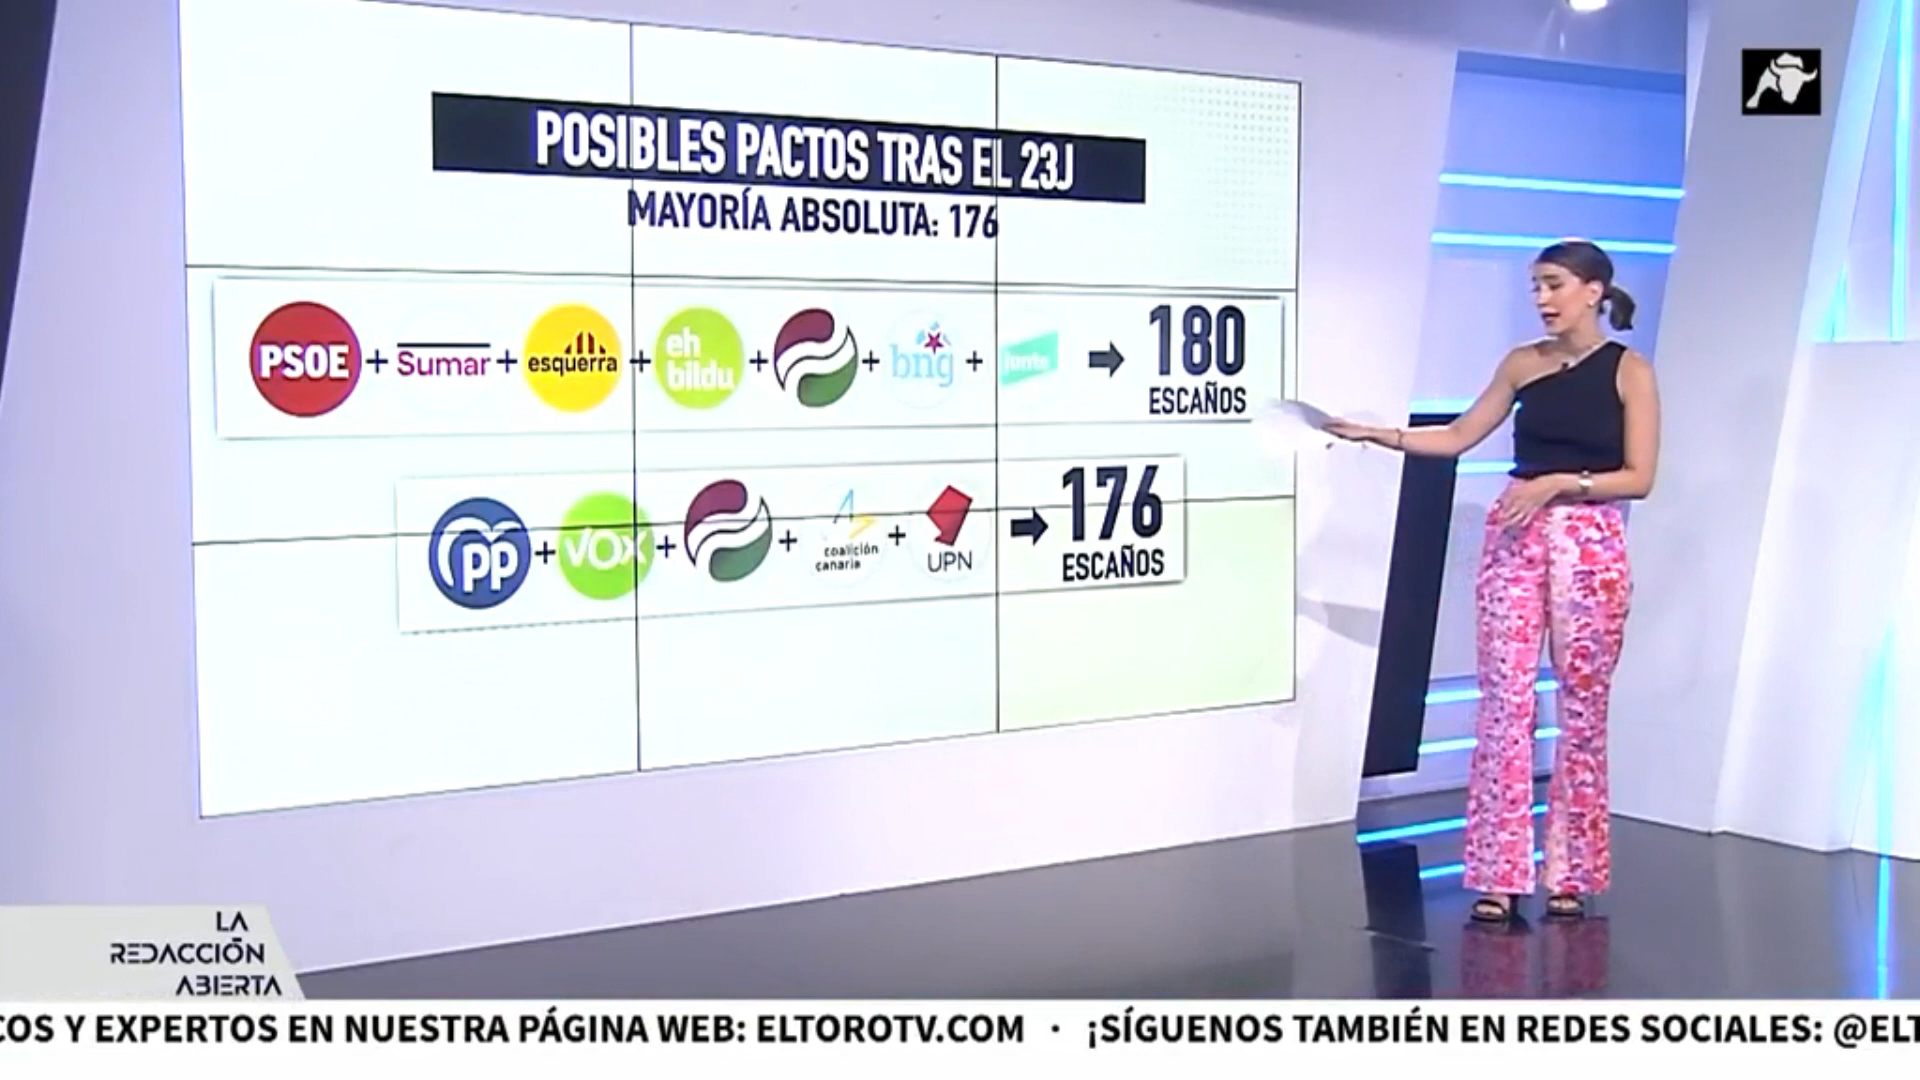 POSIBLES PACTOS TRAS EL 23J
MAYORÍA ABSOLUTA: 176
PSOE + Sumar + esquerra + eh bildu + + bng + junts → 180 ESCAÑOS
pp + VOX + + coalición canaria + UPN → 176 ESCAÑOS
LA
REDACCIÓN
ABIERTA
COS Y EXPERTOS EN NUESTRA PÁGINA WEB: ELTOROTV.COM · ¡SÍGUENOS TAMBIÉN EN REDES SOCIALES: @ELT